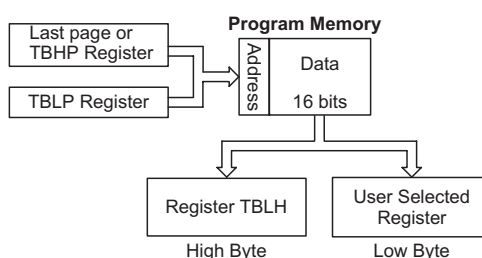 Program Memory
Last page or
TBHP Register
TBLP Register
Address
Data
16 bits
Register TBLH
User Selected
Register
High Byte
Low Byte